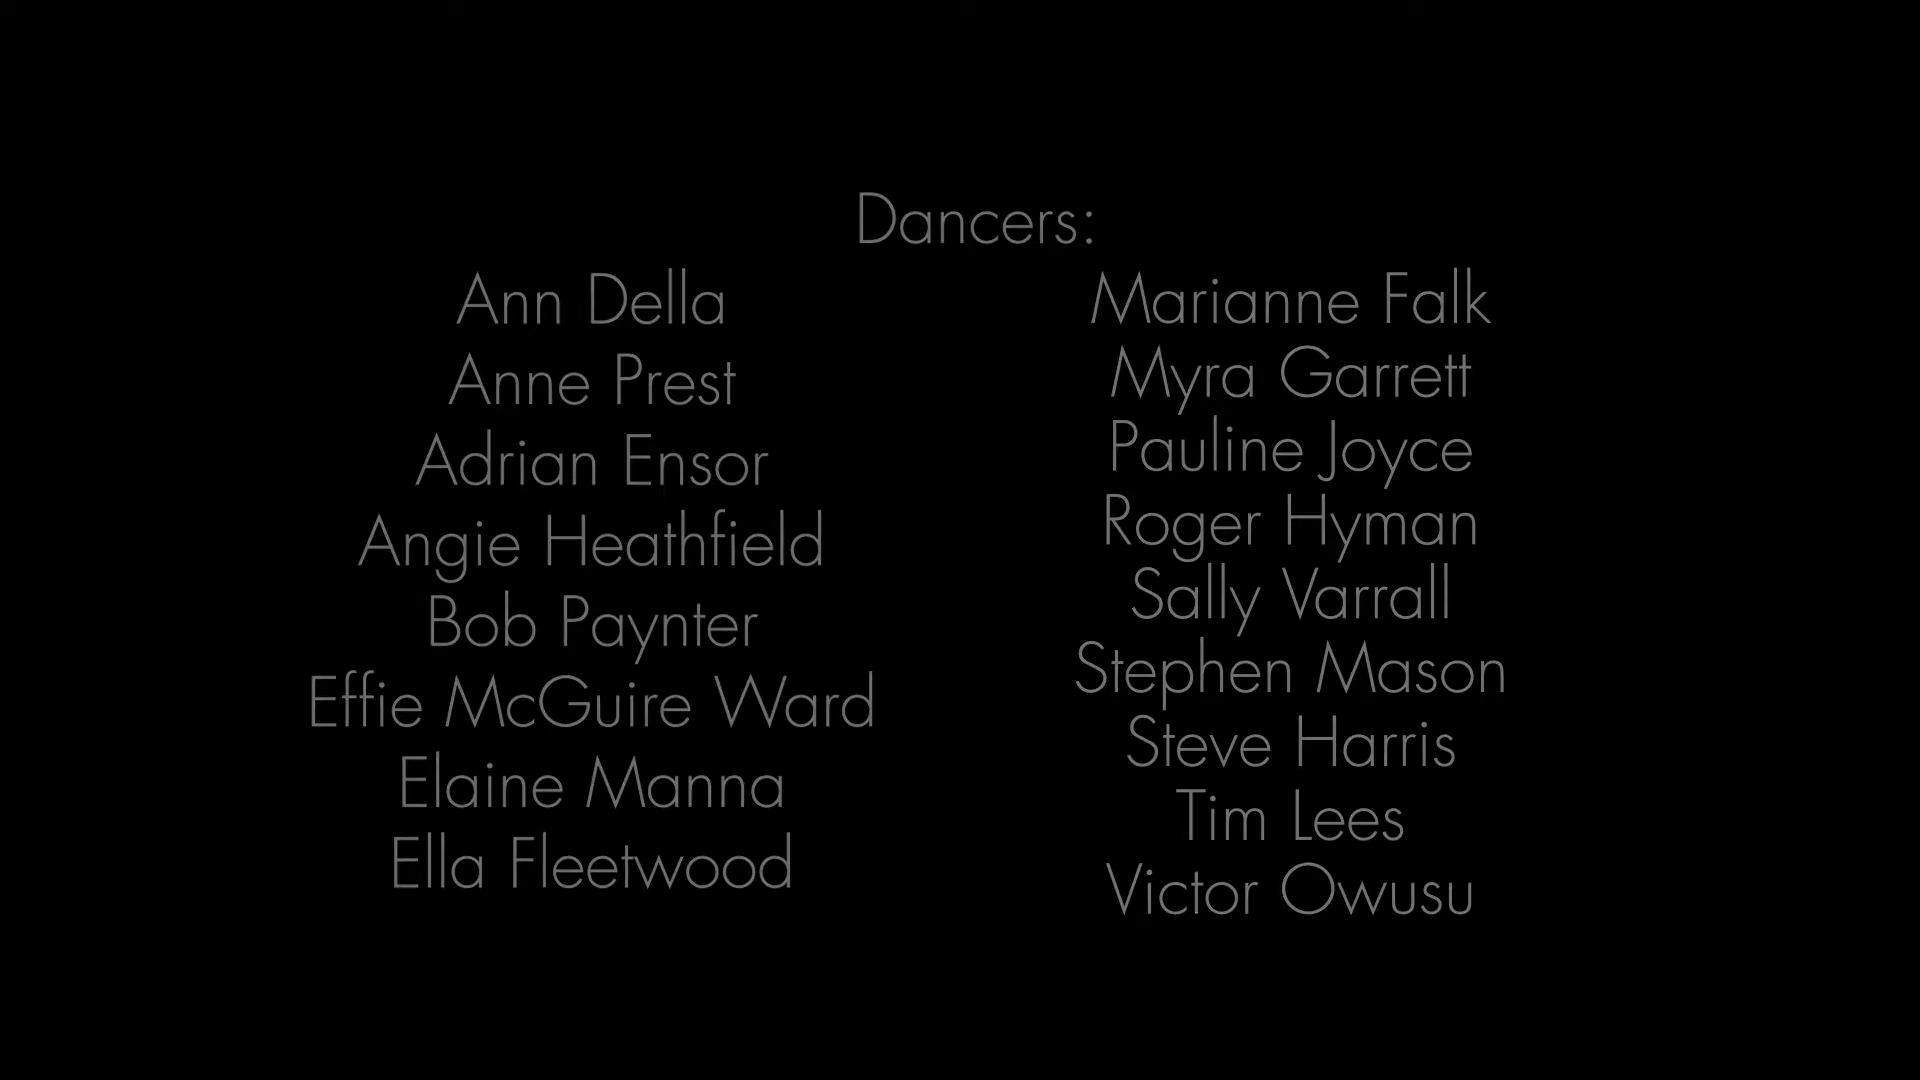 Dancers:
Ann Della
Anne Prest
Adrian Ensor
Angie Heathfield
Bob Paynter
Effie McGuire Ward
Elaine Manna
Ella Fleetwood
Marianne Falk
Myra Garrett
Pauline Joyce
Roger Hyman
Sally Varrall
Stephen Mason
Steve Harris
Tim Lees
Victor Owusu